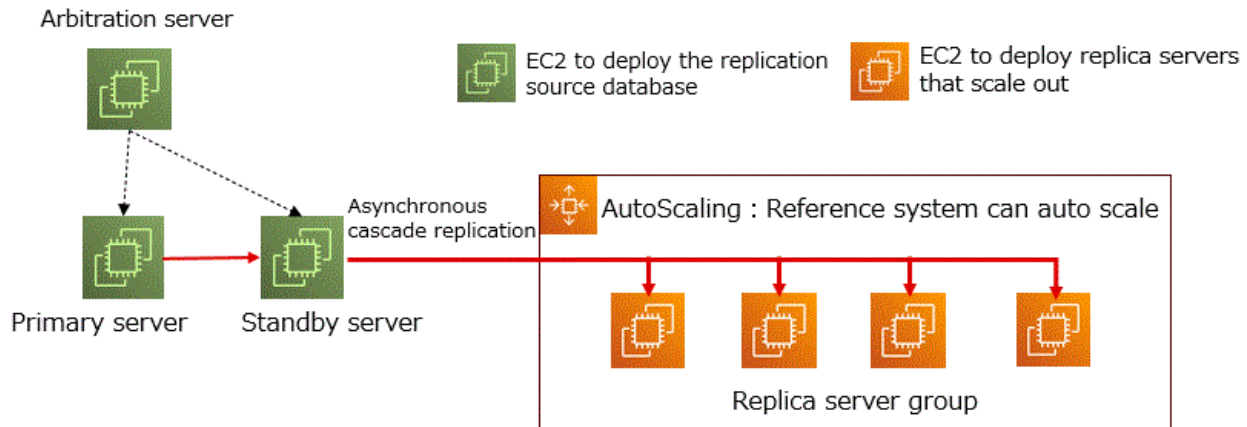 Arbitration server
EC2 to deploy the replication
source database
EC2 to deploy replica servers
that scale out
Asynchronous
cascade replication
AutoScaling : Reference system can auto scale
Primary server
Standby server
Replica server group